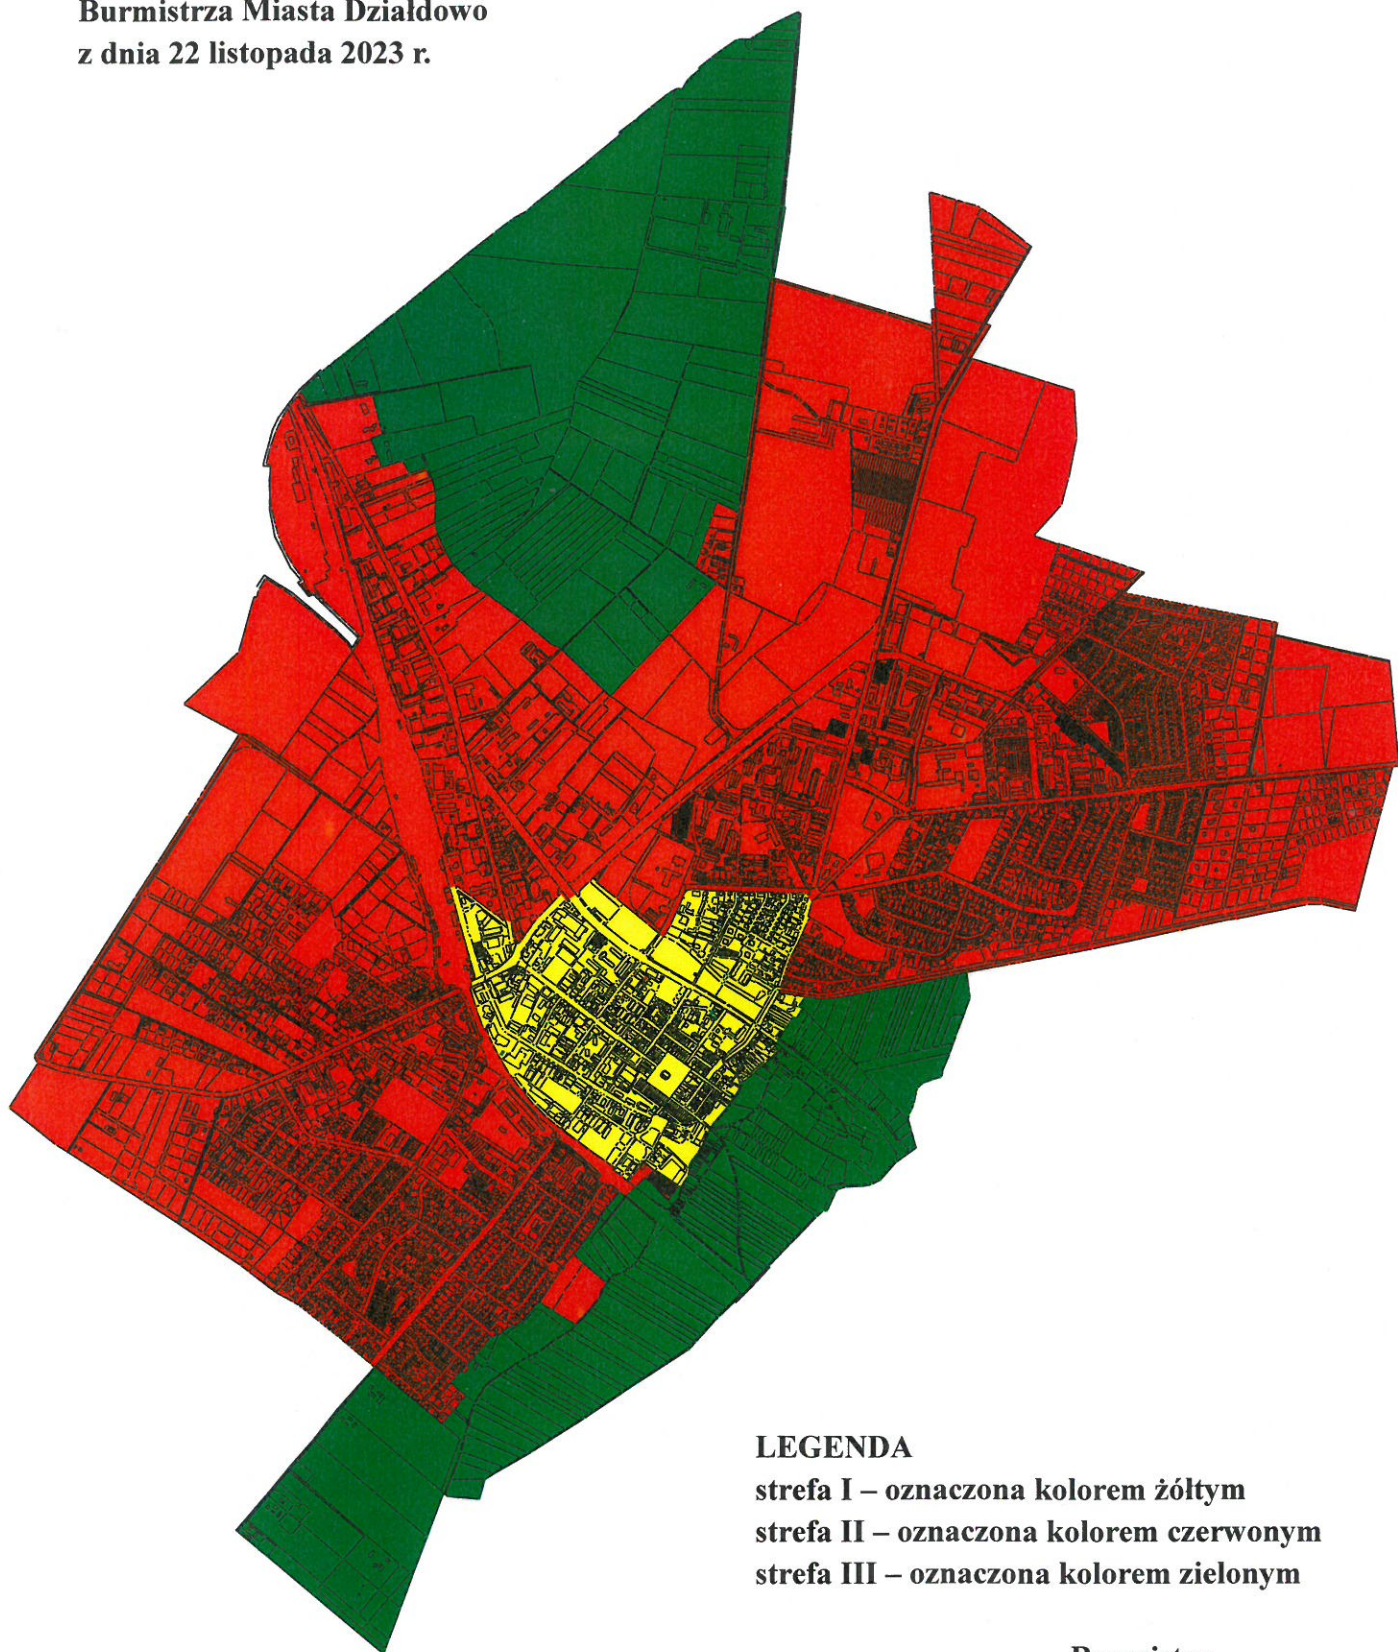 Burmistrza Miasta Działdowo
z dnia 22 listopada 2023 r.
LEGENDA
strefa I – oznaczona kolorem żółtym
strefa II – oznaczona kolorem czerwonym
strefa III – oznaczona kolorem zielonym